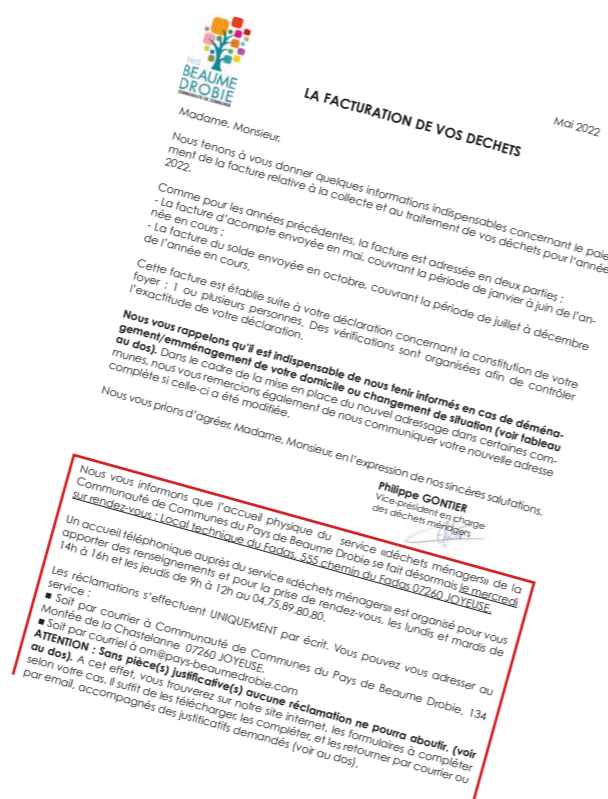 PAYS
BEAUME
DROBIE
COMMUNAUTÉ DE COMMUNES
LA FACTURATION DE VOS DECHETS
Mai 2022
Madame, Monsieur,
Nous tenons à vous donner quelques informations indispensables concernant le paie-
ment de la facture relative à la collecte et au traitement de vos déchets pour l'année
2022.
Comme pour les années précédentes, la facture est adressée en deux parties :
- La facture d'acompte envoyée en mai, couvrant la période de janvier à juin de l'an-
née en cours ;
- La facture du solde envoyée en octobre, couvrant la période de juillet à décembre
de l'année en cours.
Cette facture est établie suite à votre déclaration concernant la constitution de votre
foyer : 1 ou plusieurs personnes. Des vérifications sont organisées afin de contrôler
l'exactitude de votre déclaration.
Nous vous rappelons qu'il est indispensable de nous tenir informés en cas de déména-
gement/emménagement de votre domicile ou changement de situation (voir tableau
au dos). Dans le cadre de la mise en place du nouvel adressage dans certaines com-
munes, nous vous remercions également de nous communiquer votre nouvelle adresse
complète si celle-ci a été modifiée.
Nous vous prions d'agréer, Madame, Monsieur, en l'expression de nos sincères salutations.
Philippe GONTIER
Vice-président en charge
des déchets ménagers
Nous vous informons que l'accueil physique du service «déchets ménagers» de la
Communauté de Communes du Pays de Beaume Drobie se fait désormais le mercredi
sur rendez-vous : Local technique du Fadas, 555 chemin du Fadas 07260 JOYEUSE.
Un accueil téléphonique auprès du service «déchets ménagers» est organisé pour vous
apporter des renseignements et pour la prise de rendez-vous, les lundis et mardis de
14h à 16h et les jeudis de 9h à 12h au 04.75.89.80.80.
Les réclamations s'effectuent UNIQUEMENT par écrit. Vous pouvez vous adresser au
service :
■ Soit par courrier à Communauté de Communes du Pays de Beaume Drobie, 134
Montée de la Chastelanne 07260 JOYEUSE.
■ Soit par courriel à om@pays-beaumedrobie.com
ATTENTION : Sans pièce(s) justificative(s) aucune réclamation ne pourra aboutir. (voir
au dos). A cet effet, vous trouverez sur notre site internet, les formulaires à compléter
selon votre cas. Il suffit de les télécharger, les compléter, et les retourner par courrier ou
par email, accompagnés des justificatifs demandés (voir au dos).